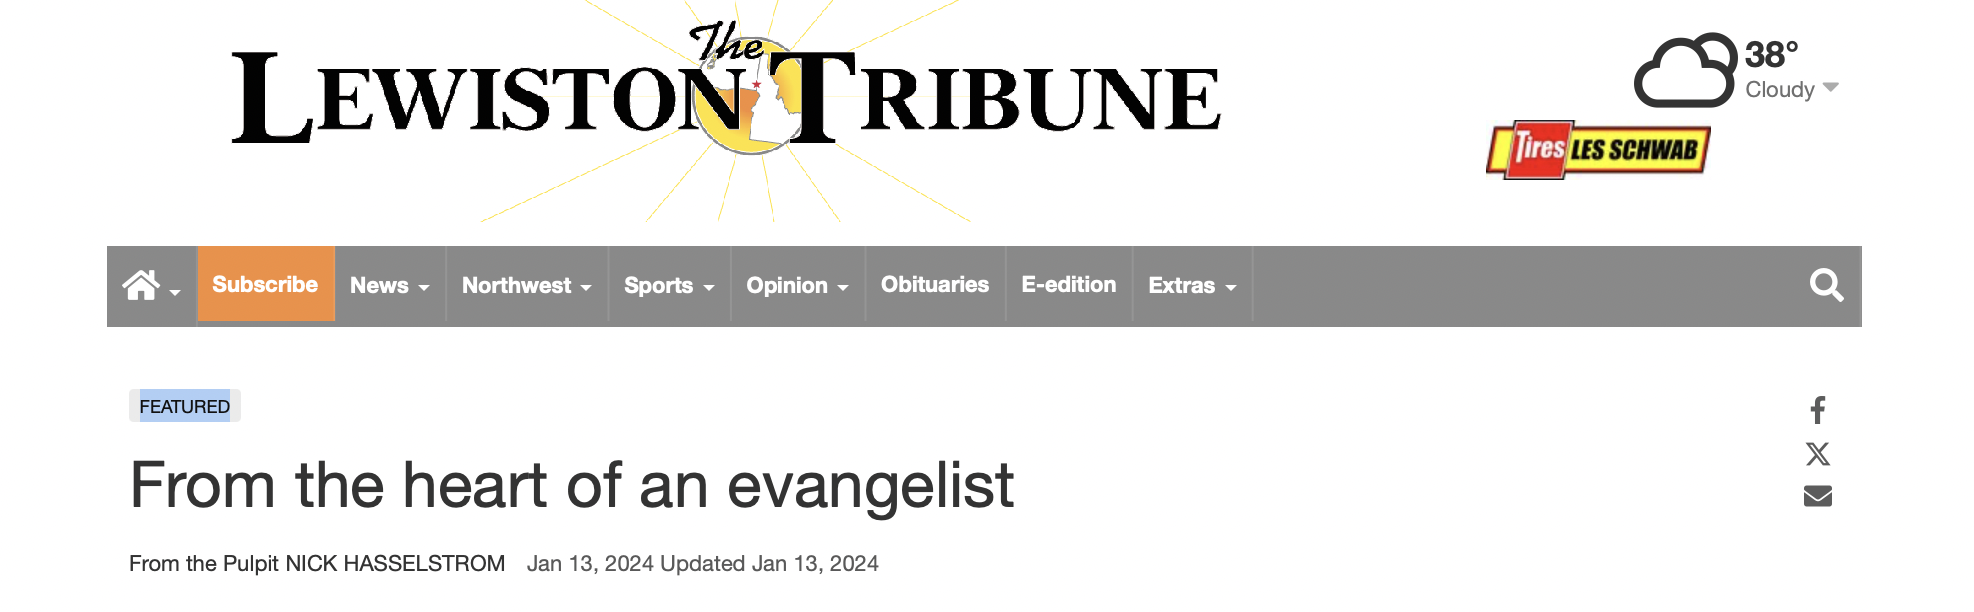 The
LEWISTON TRIBUNE
38°
Cloudy
Tires LES SCHWAB
Subscribe News Northwest Sports Opinion Obituaries E-edition Extras
FEATURED
From the heart of an evangelist
From the Pulpit NICK HASSELSTROM Jan 13, 2024 Updated Jan 13, 2024